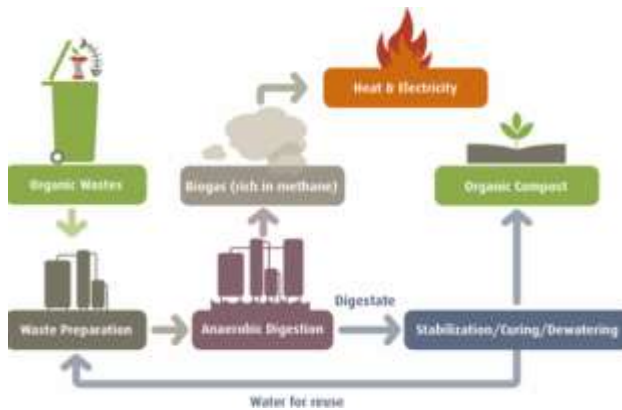 Heat & Electricity
Organic Wastes
Biogas (rich in methane)
Organic Compost
Digestate
Waste Preparation
Anaerobic Digestion
Stabilization/Curing/Dewatering
Water for reuse